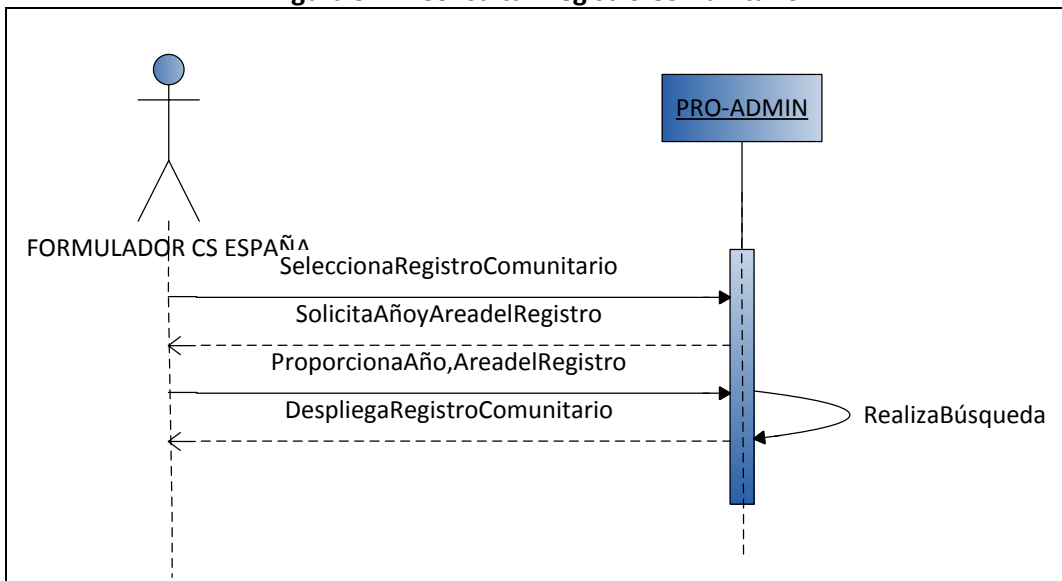 PRO-ADMIN
FORMULADOR CS ESPAÑA
SeleccionaRegistroComunitario
SolicitaAñoyAreadelRegistro
ProporcionaAño,AreadelRegistro
DespliegaRegistroComunitario
RealizaBúsqueda